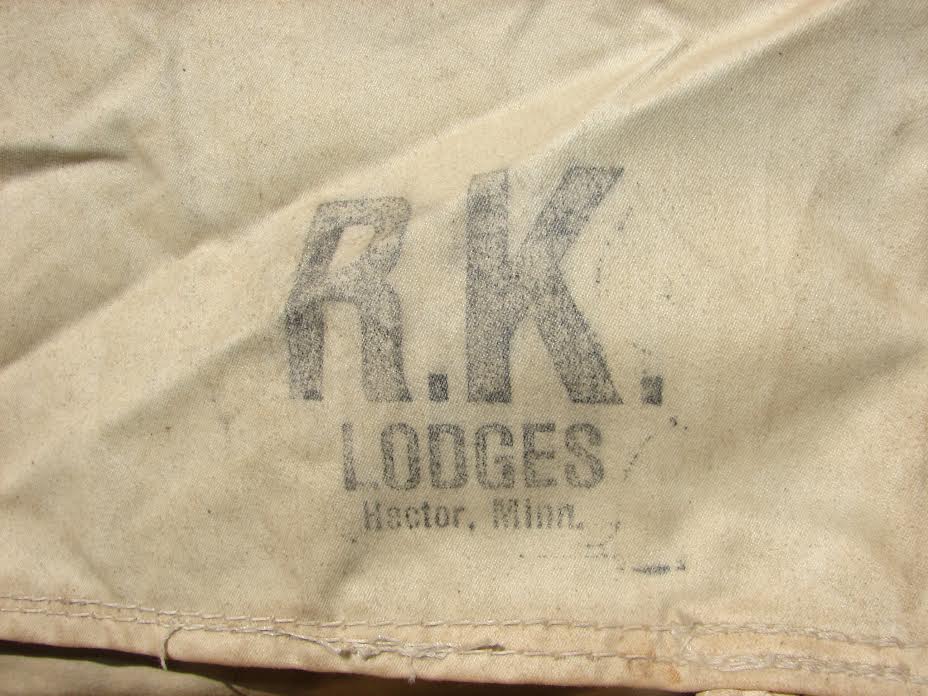 R.K.
LODGES
Hector, Minn.